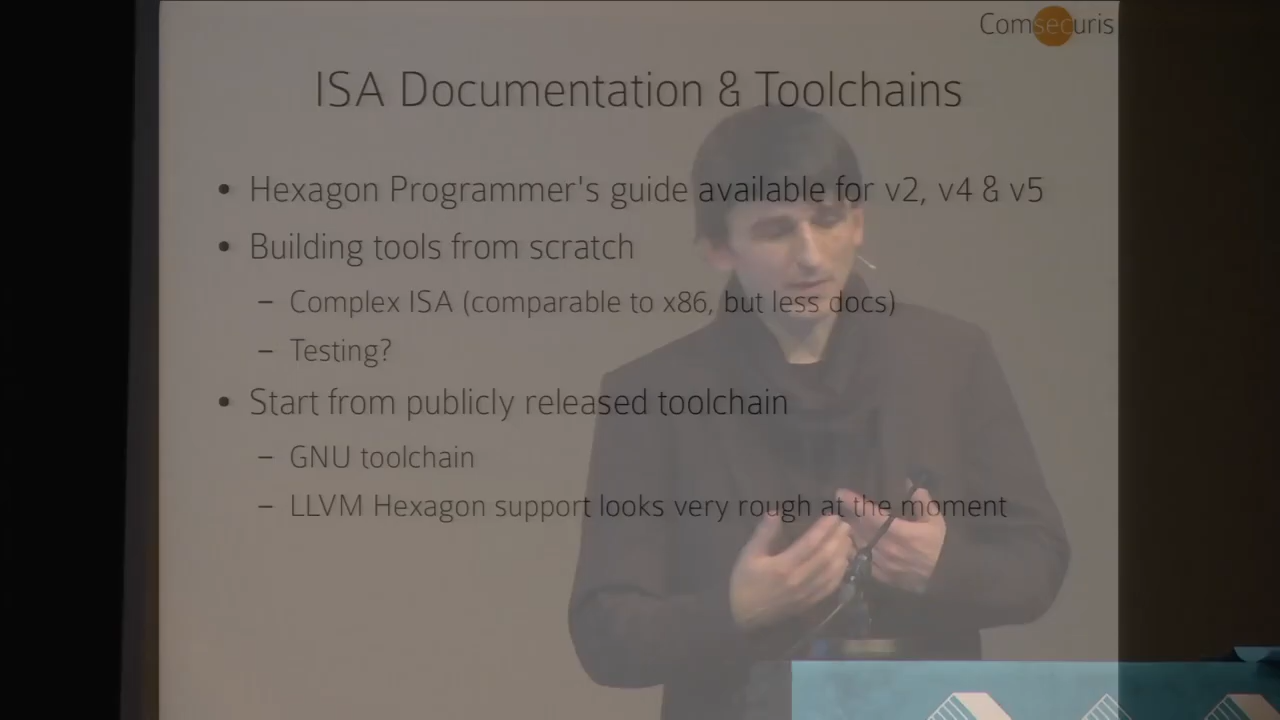 Comsecuris
ISA Documentation & Toolchains
• Hexagon Programmer's guide available for v2, v4 & v5
• Building tools from scratch
– Complex ISA (comparable to x86, but less docs)
– Testing?
• Start from publicly released toolchain
– GNU toolchain
– LLVM Hexagon support looks very rough at the moment